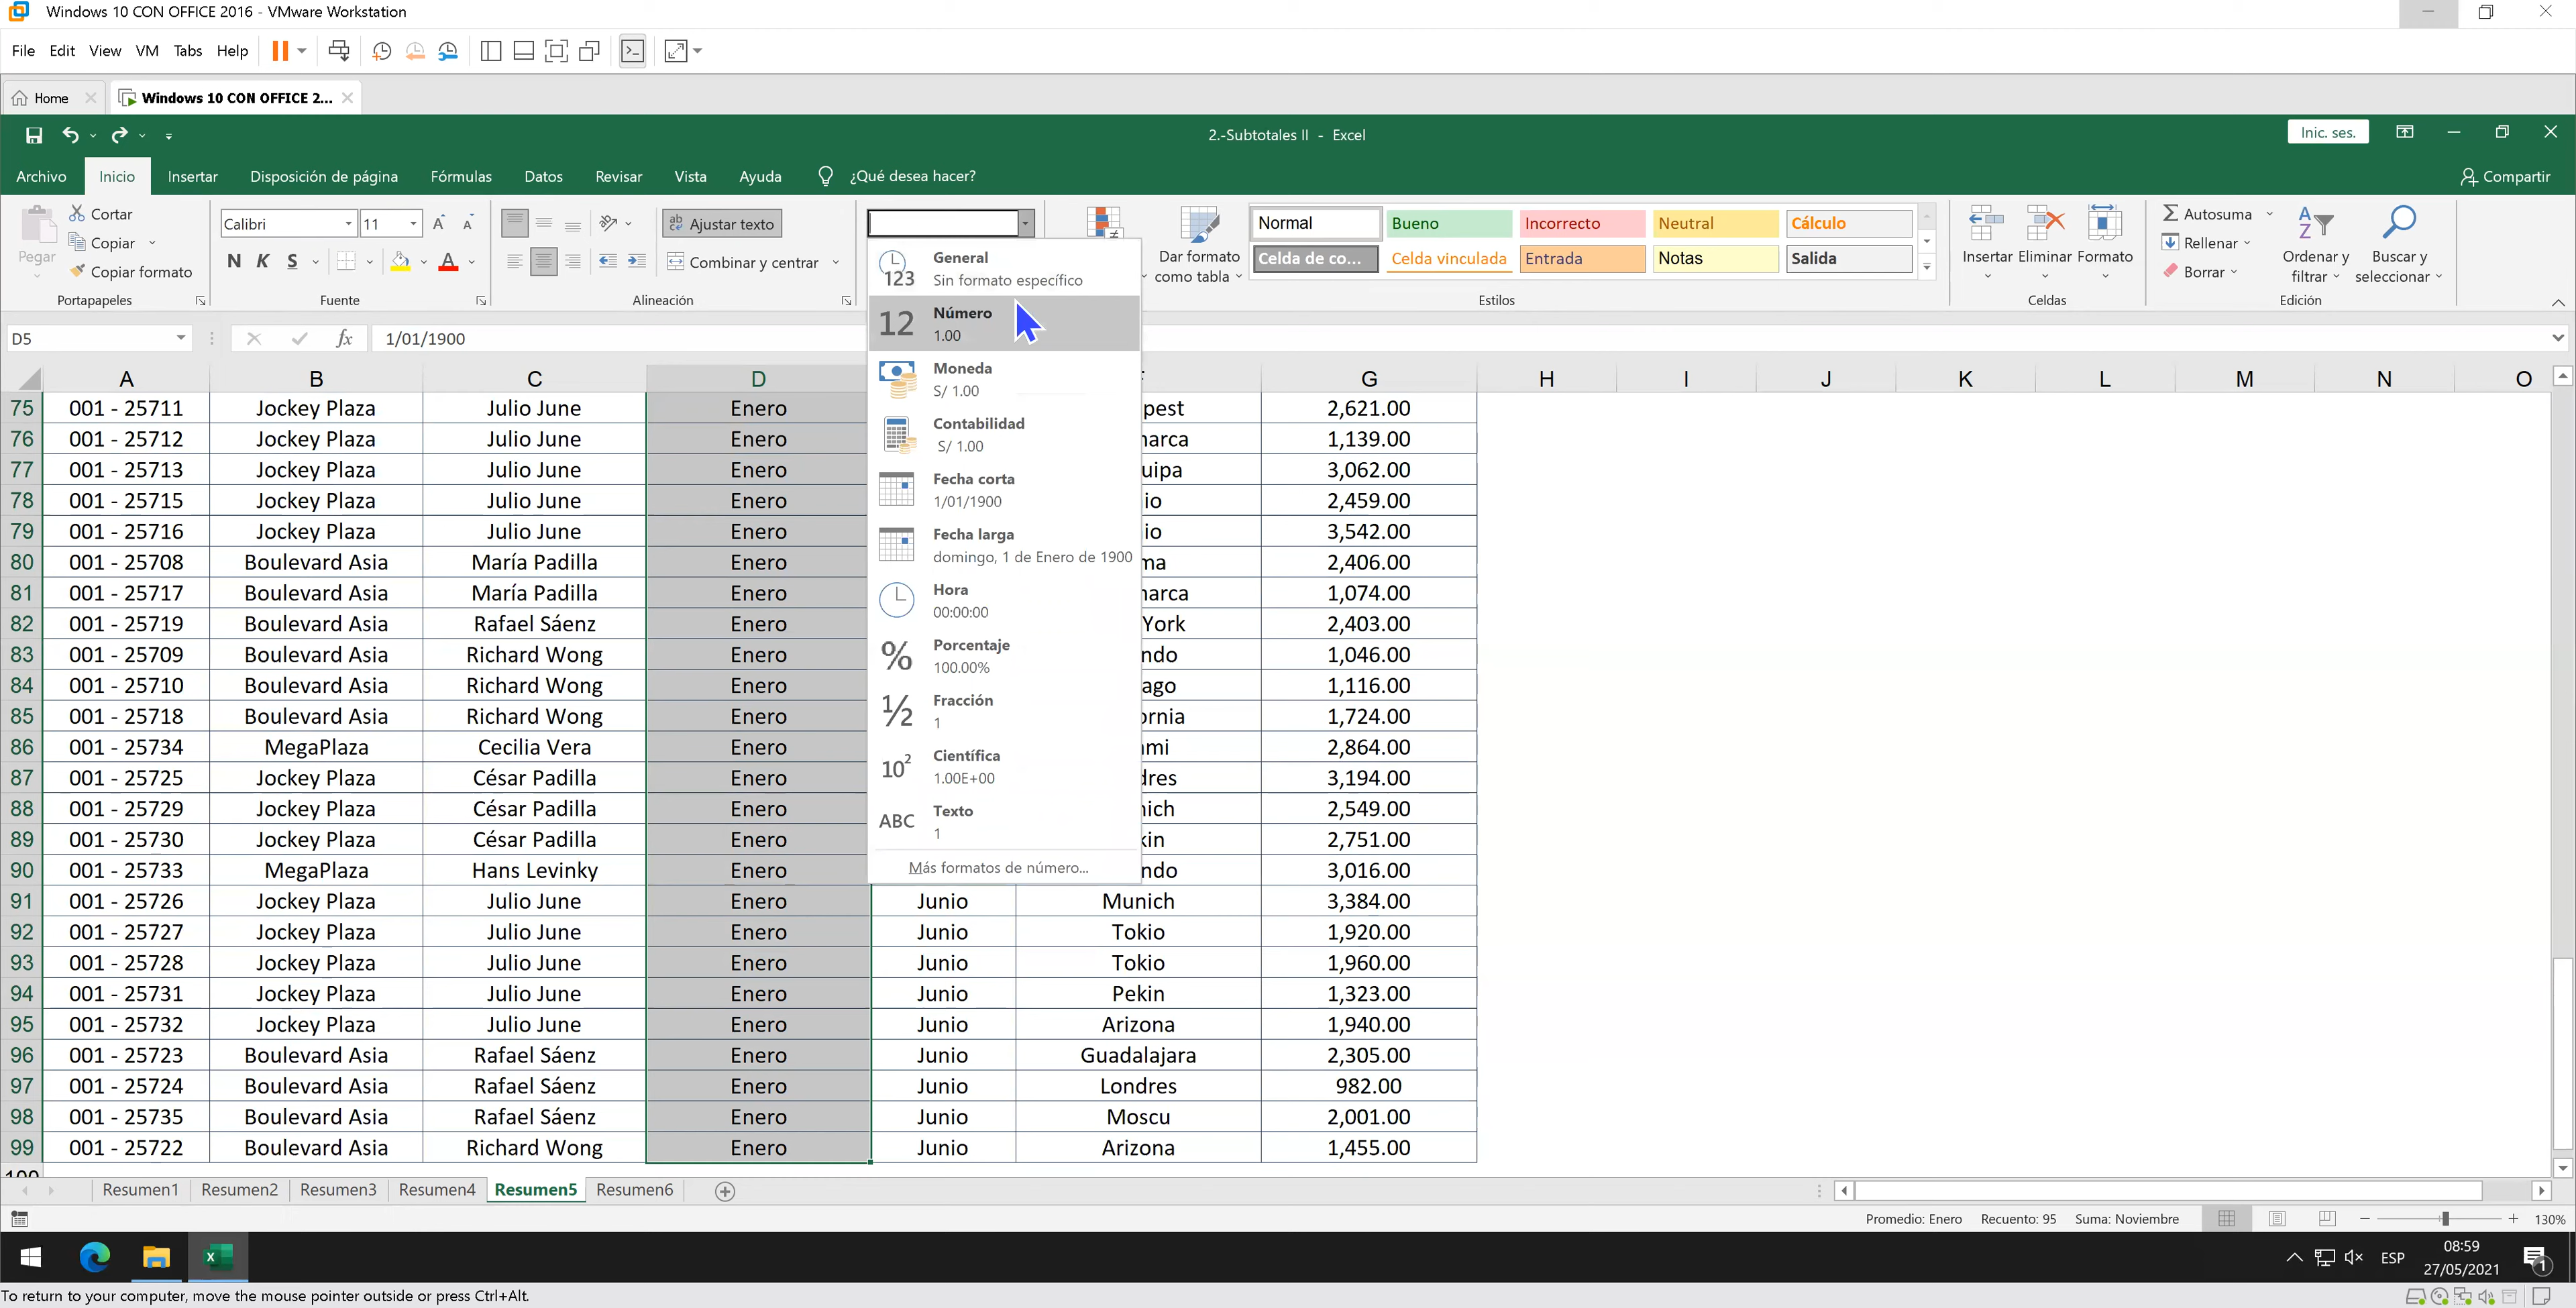 Windows 10 CON OFFICE 2016 - VMware Workstation
File Edit View VM Tabs Help
Home Windows 10 CON OFFICE 2...
2.-Subtotales II - Excel Inic. ses.
Archivo Inicio Insertar Disposición de página Fórmulas Datos Revisar Vista Ayuda ¿Qué desea hacer? Compartir
Pegar Cortar Copiar Copiar formato Portapapeles
Calibri 11 N K S Fuente
Ajustar texto Combinar y centrar Alineación
Dar formato como tabla
Normal Bueno Incorrecto Neutral Cálculo
Celda de co... Celda vinculada Entrada Notas Salida
Estilos
Insertar Eliminar Formato Celdas
Autosuma Rellenar Borrar Ordenar y filtrar Buscar y seleccionar Edición
D5 fx 1/01/1900
General
Sin formato específico
Número
1.00
Moneda
S/ 1.00
Contabilidad
S/ 1.00
Fecha corta
1/01/1900
Fecha larga
domingo, 1 de Enero de 1900
Hora
00:00:00
Porcentaje
100.00%
Fracción
1
Científica
1.00E+00
Texto
1
Más formatos de número...
A B C D G H I J K L M N O
75 001 - 25711 Jockey Plaza Julio June Enero pest 2,621.00
76 001 - 25712 Jockey Plaza Julio June Enero arca 1,139.00
77 001 - 25713 Jockey Plaza Julio June Enero uipa 3,062.00
78 001 - 25715 Jockey Plaza Julio June Enero io 2,459.00
79 001 - 25716 Jockey Plaza Julio June Enero io 3,542.00
80 001 - 25708 Boulevard Asia María Padilla Enero ma 2,406.00
81 001 - 25717 Boulevard Asia María Padilla Enero arca 1,074.00
82 001 - 25719 Boulevard Asia Rafael Sáenz Enero York 2,403.00
83 001 - 25709 Boulevard Asia Richard Wong Enero ndo 1,046.00
84 001 - 25710 Boulevard Asia Richard Wong Enero ago 1,116.00
85 001 - 25718 Boulevard Asia Richard Wong Enero ornia 1,724.00
86 001 - 25734 MegaPlaza Cecilia Vera Enero mi 2,864.00
87 001 - 25725 Jockey Plaza César Padilla Enero dres 3,194.00
88 001 - 25729 Jockey Plaza César Padilla Enero ich 2,549.00
89 001 - 25730 Jockey Plaza César Padilla Enero kin 2,751.00
90 001 - 25733 MegaPlaza Hans Levinky Enero ndo 3,016.00
91 001 - 25726 Jockey Plaza Julio June Enero Junio Munich 3,384.00
92 001 - 25727 Jockey Plaza Julio June Enero Junio Tokio 1,920.00
93 001 - 25728 Jockey Plaza Julio June Enero Junio Tokio 1,960.00
94 001 - 25731 Jockey Plaza Julio June Enero Junio Pekin 1,323.00
95 001 - 25732 Jockey Plaza Julio June Enero Junio Arizona 1,940.00
96 001 - 25723 Boulevard Asia Rafael Sáenz Enero Junio Guadalajara 2,305.00
97 001 - 25724 Boulevard Asia Rafael Sáenz Enero Junio Londres 982.00
98 001 - 25735 Boulevard Asia Rafael Sáenz Enero Junio Moscu 2,001.00
99 001 - 25722 Boulevard Asia Richard Wong Enero Junio Arizona 1,455.00
Resumen1 Resumen2 Resumen3 Resumen4 Resumen5 Resumen6
Promedio: Enero Recuento: 95 Suma: Noviembre 130%
ESP 08:59
27/05/2021
To return to your computer, move the mouse pointer outside or press Ctrl+Alt.